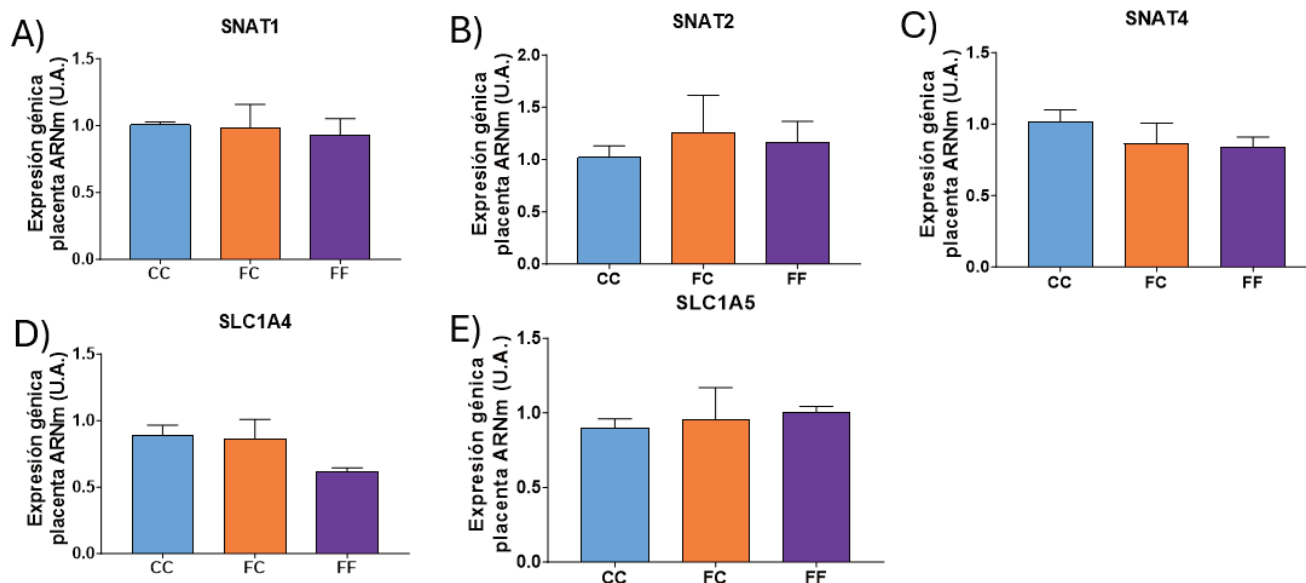 A)
SNAT1
Expresión génica
placenta ARNm (U.A.)
1.5
1.0
0.5
0.0
CC FC FF
B)
SNAT2
Expresión génica
placenta ARNm (U.A.)
2.0
1.5
1.0
0.5
0.0
CC FC FF
C)
SNAT4
Expresión génica
placenta ARNm (U.A.)
1.5
1.0
0.5
0.0
CC FC FF
D)
SLC1A4
Expresión génica
placenta ARNm (U.A.)
1.5
1.0
0.5
0.0
CC FC FF
E)
SLC1A5
Expresión génica
placenta ARNm (U.A.)
1.5
1.0
0.5
0.0
CC FC FF